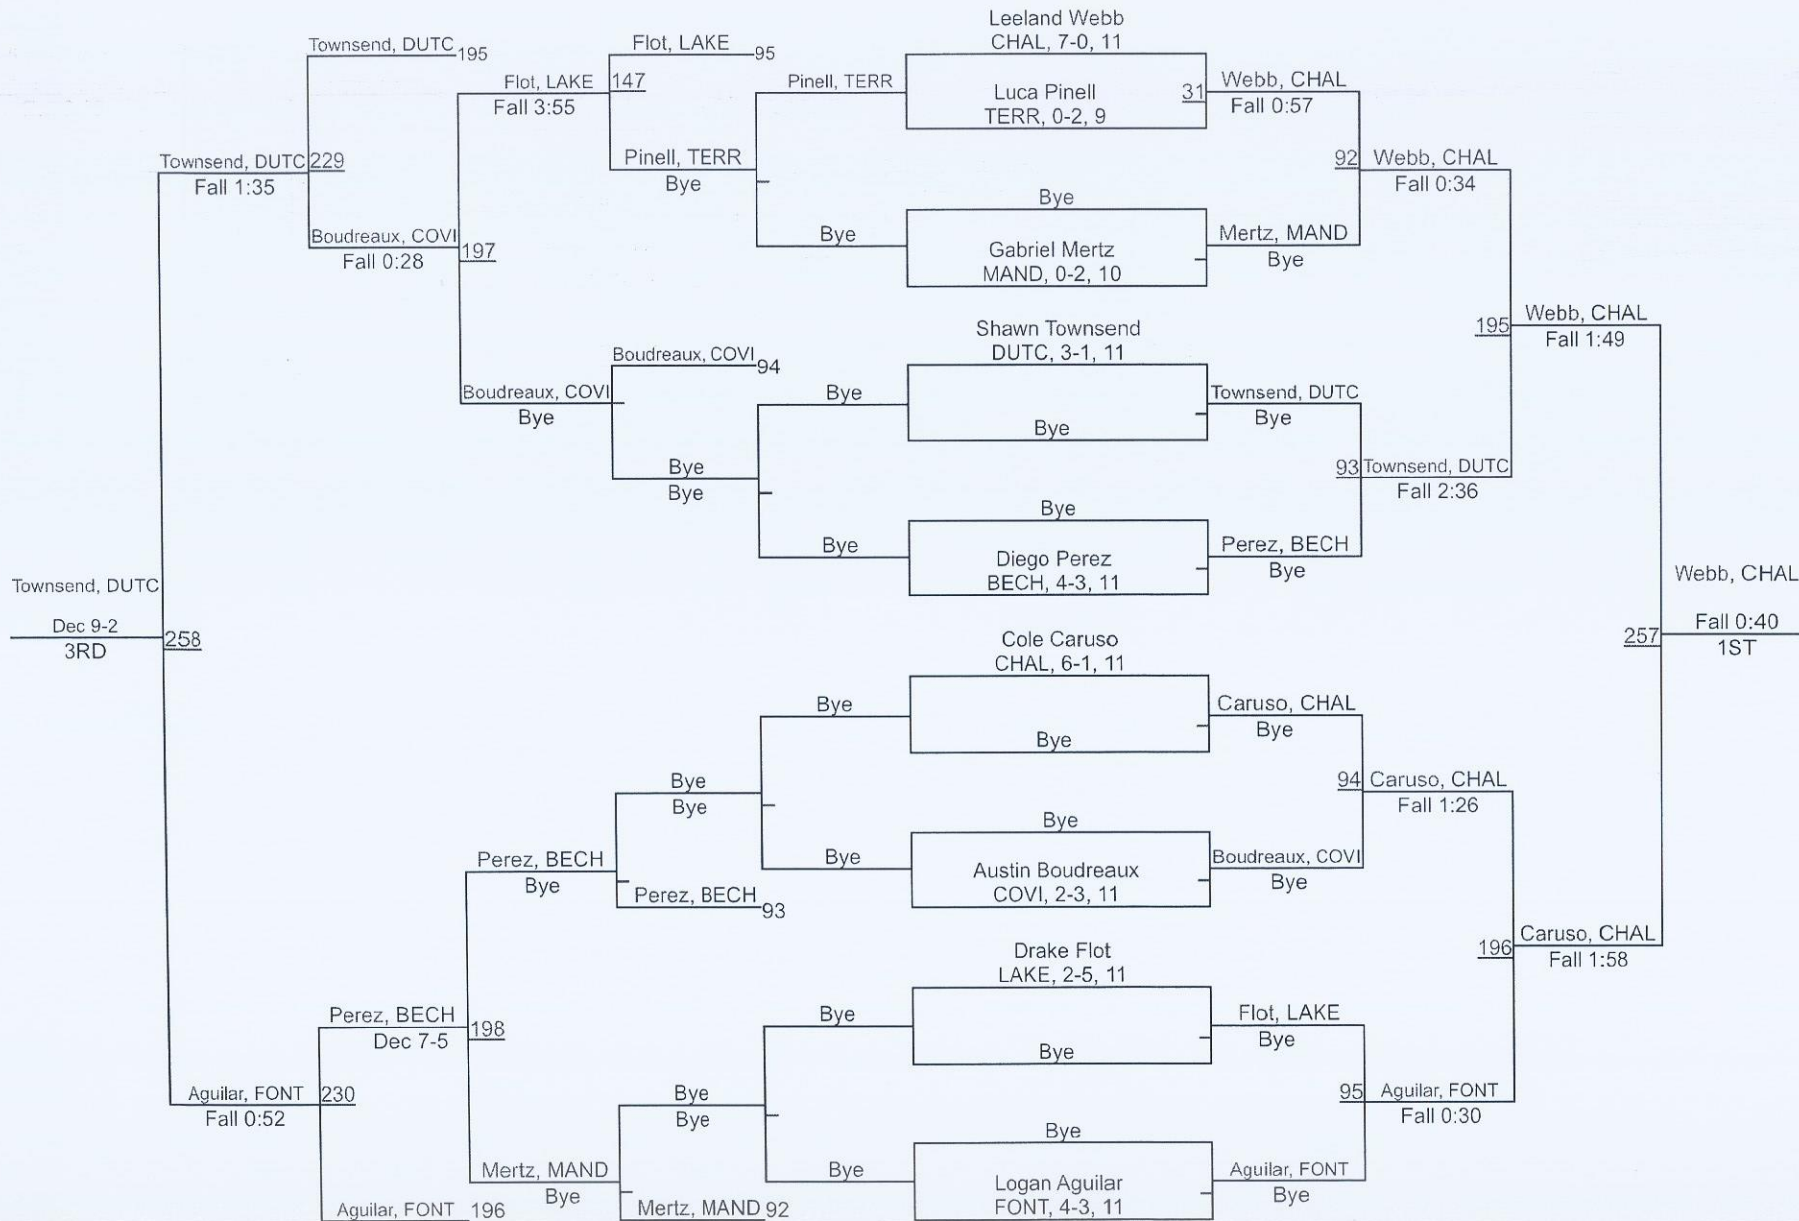 Leeland Webb
Townsend, DUTC 195
Flot, LAKE 95
CHAL, 7-0, 11
Flot, LAKE 147
Pinell, TERR
Luca Pinell 31
Webb, CHAL
Fall 3:55
TERR, 0-2, 9
Fall 0:57
Townsend, DUTC 229
Pinell, TERR
92 Webb, CHAL
Fall 1:35
Bye
Fall 0:34
Bye
Boudreaux, COVI
Bye
Gabriel Mertz
Mertz, MAND
Fall 0:28
197
MAND, 0-2, 10
Bye
Shawn Townsend
195 Webb, CHAL
Boudreaux, COVI 94
DUTC, 3-1, 11
Fall 1:49
Boudreaux, COVI
Bye
Townsend, DUTC
Bye
Bye
Bye
Bye
93 Townsend, DUTC
Bye
Fall 2:36
Bye
Bye
Diego Perez
Perez, BECH
Townsend, DUTC
BECH, 4-3, 11
Bye
Webb, CHAL
Dec 9-2
258
Cole Caruso
257
Fall 0:40
3RD
CHAL, 6-1, 11
1ST
Bye
Caruso, CHAL
Bye
Bye
Bye
94 Caruso, CHAL
Bye
Fall 1:26
Bye
Perez, BECH
Bye
Austin Boudreaux
Boudreaux, COVI
Bye
Perez, BECH 93
COVI, 2-3, 11
Bye
Drake Flot
196 Caruso, CHAL
LAKE, 2-5, 11
Fall 1:58
Perez, BECH 198
Bye
Flot, LAKE
Dec 7-5
Bye
Bye
Aguilar, FONT 230
Bye
95 Aguilar, FONT
Fall 0:52
Bye
Fall 0:30
Bye
Mertz, MAND
Bye
Logan Aguilar
Aguilar, FONT
Bye
FONT, 4-3, 11
Bye
Aguilar, FONT 196
Mertz, MAND 92